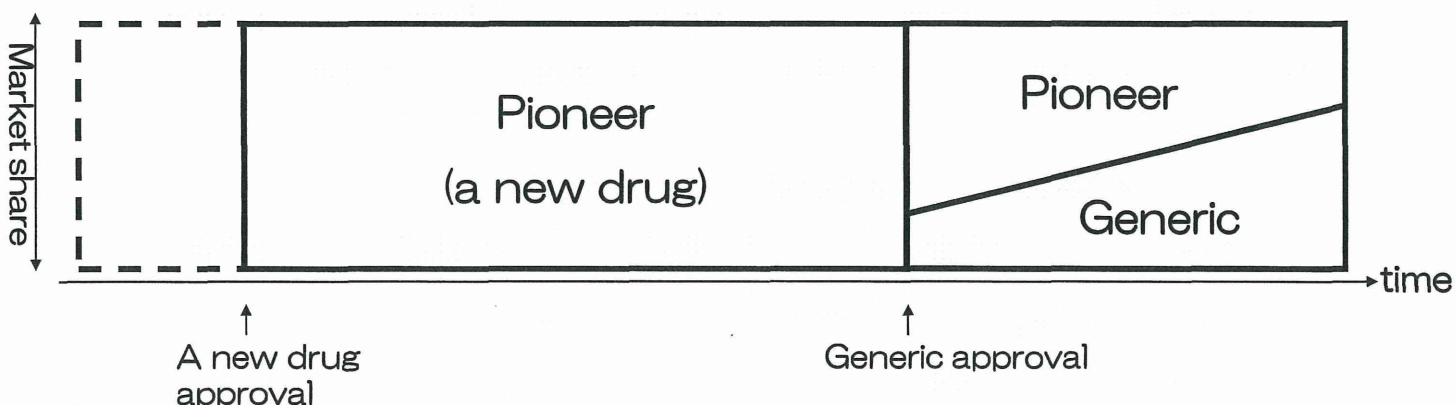 Market share
Pioneer
(a new drug)
Pioneer
Generic
time
A new drug
approval
Generic approval